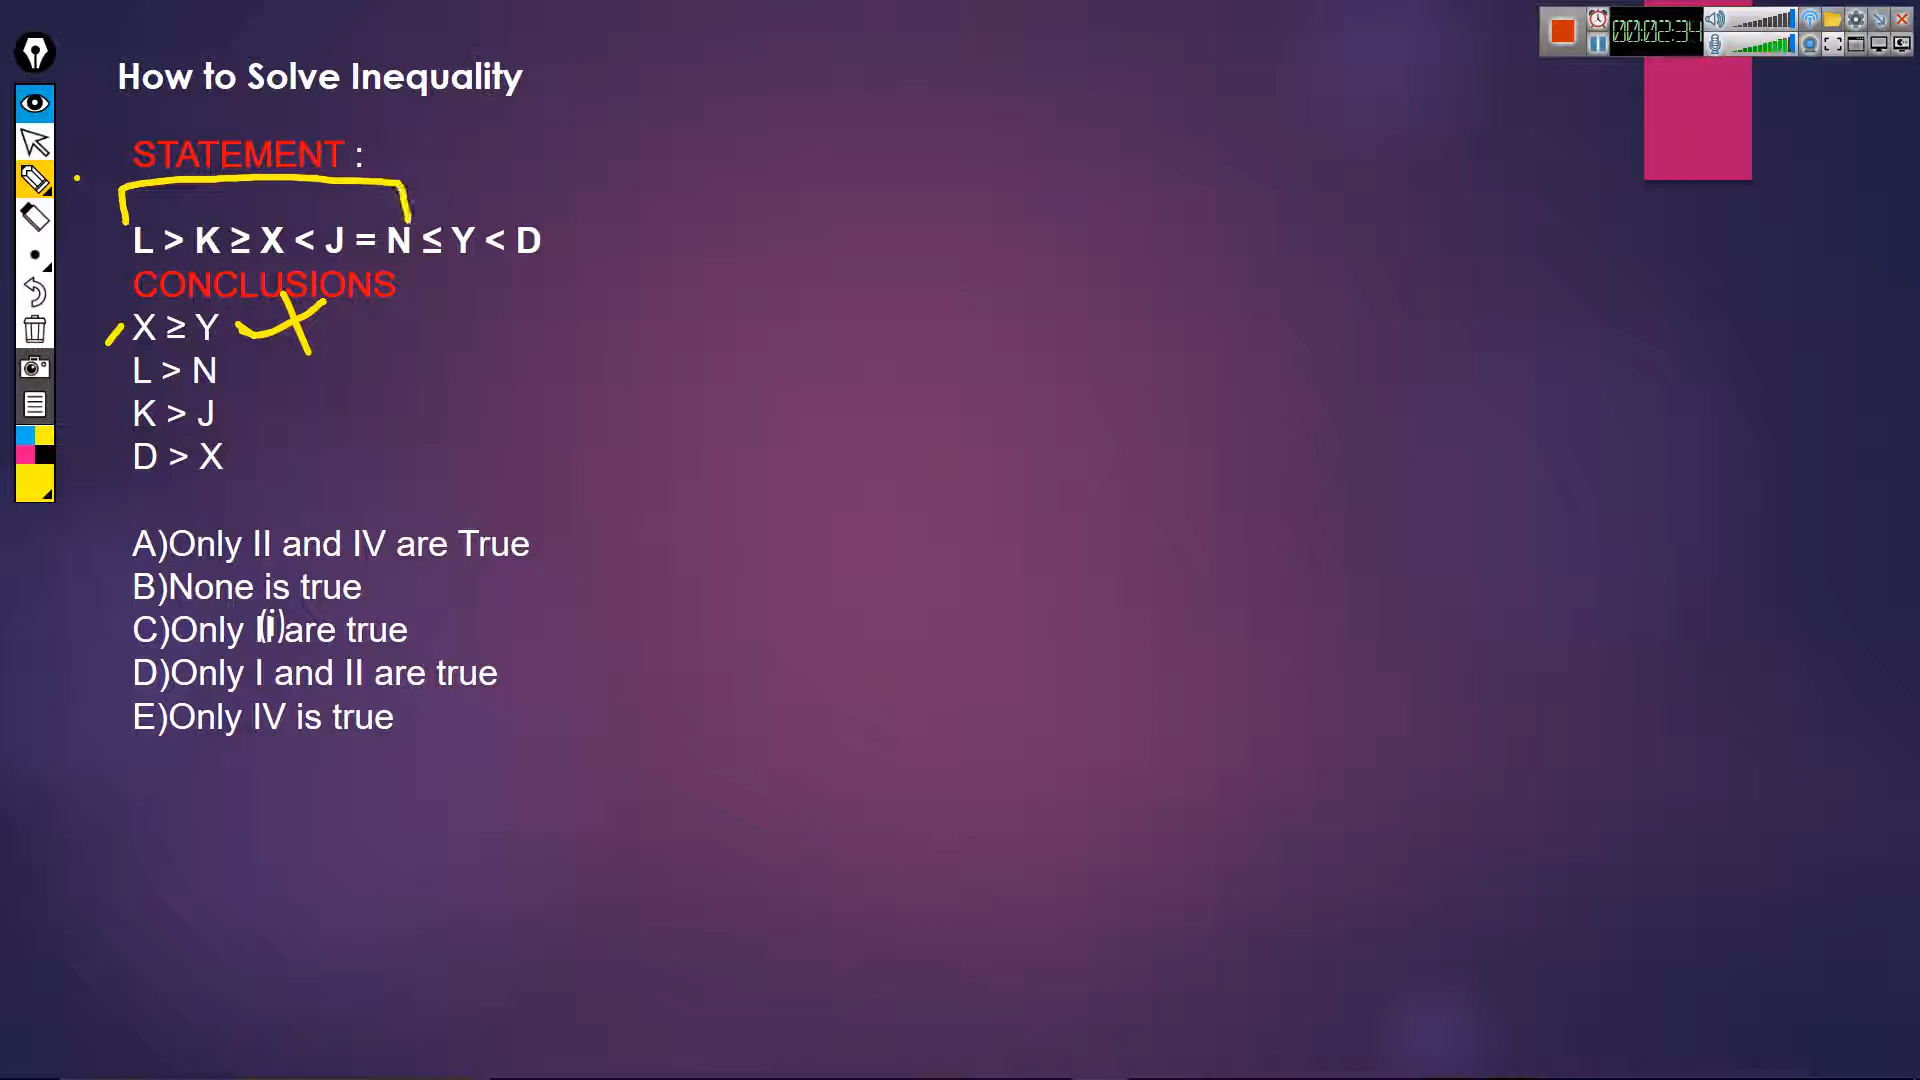 How to Solve Inequality
00:02:34
STATEMENT :
L > K ≥ X < J = N ≤ Y < D
CONCLUSIONS
X ≥ Y
L > N
K > J
D > X
A)Only II and IV are True
B)None is true
C)Only II are true
(i)
D)Only I and II are true
E)Only IV is true